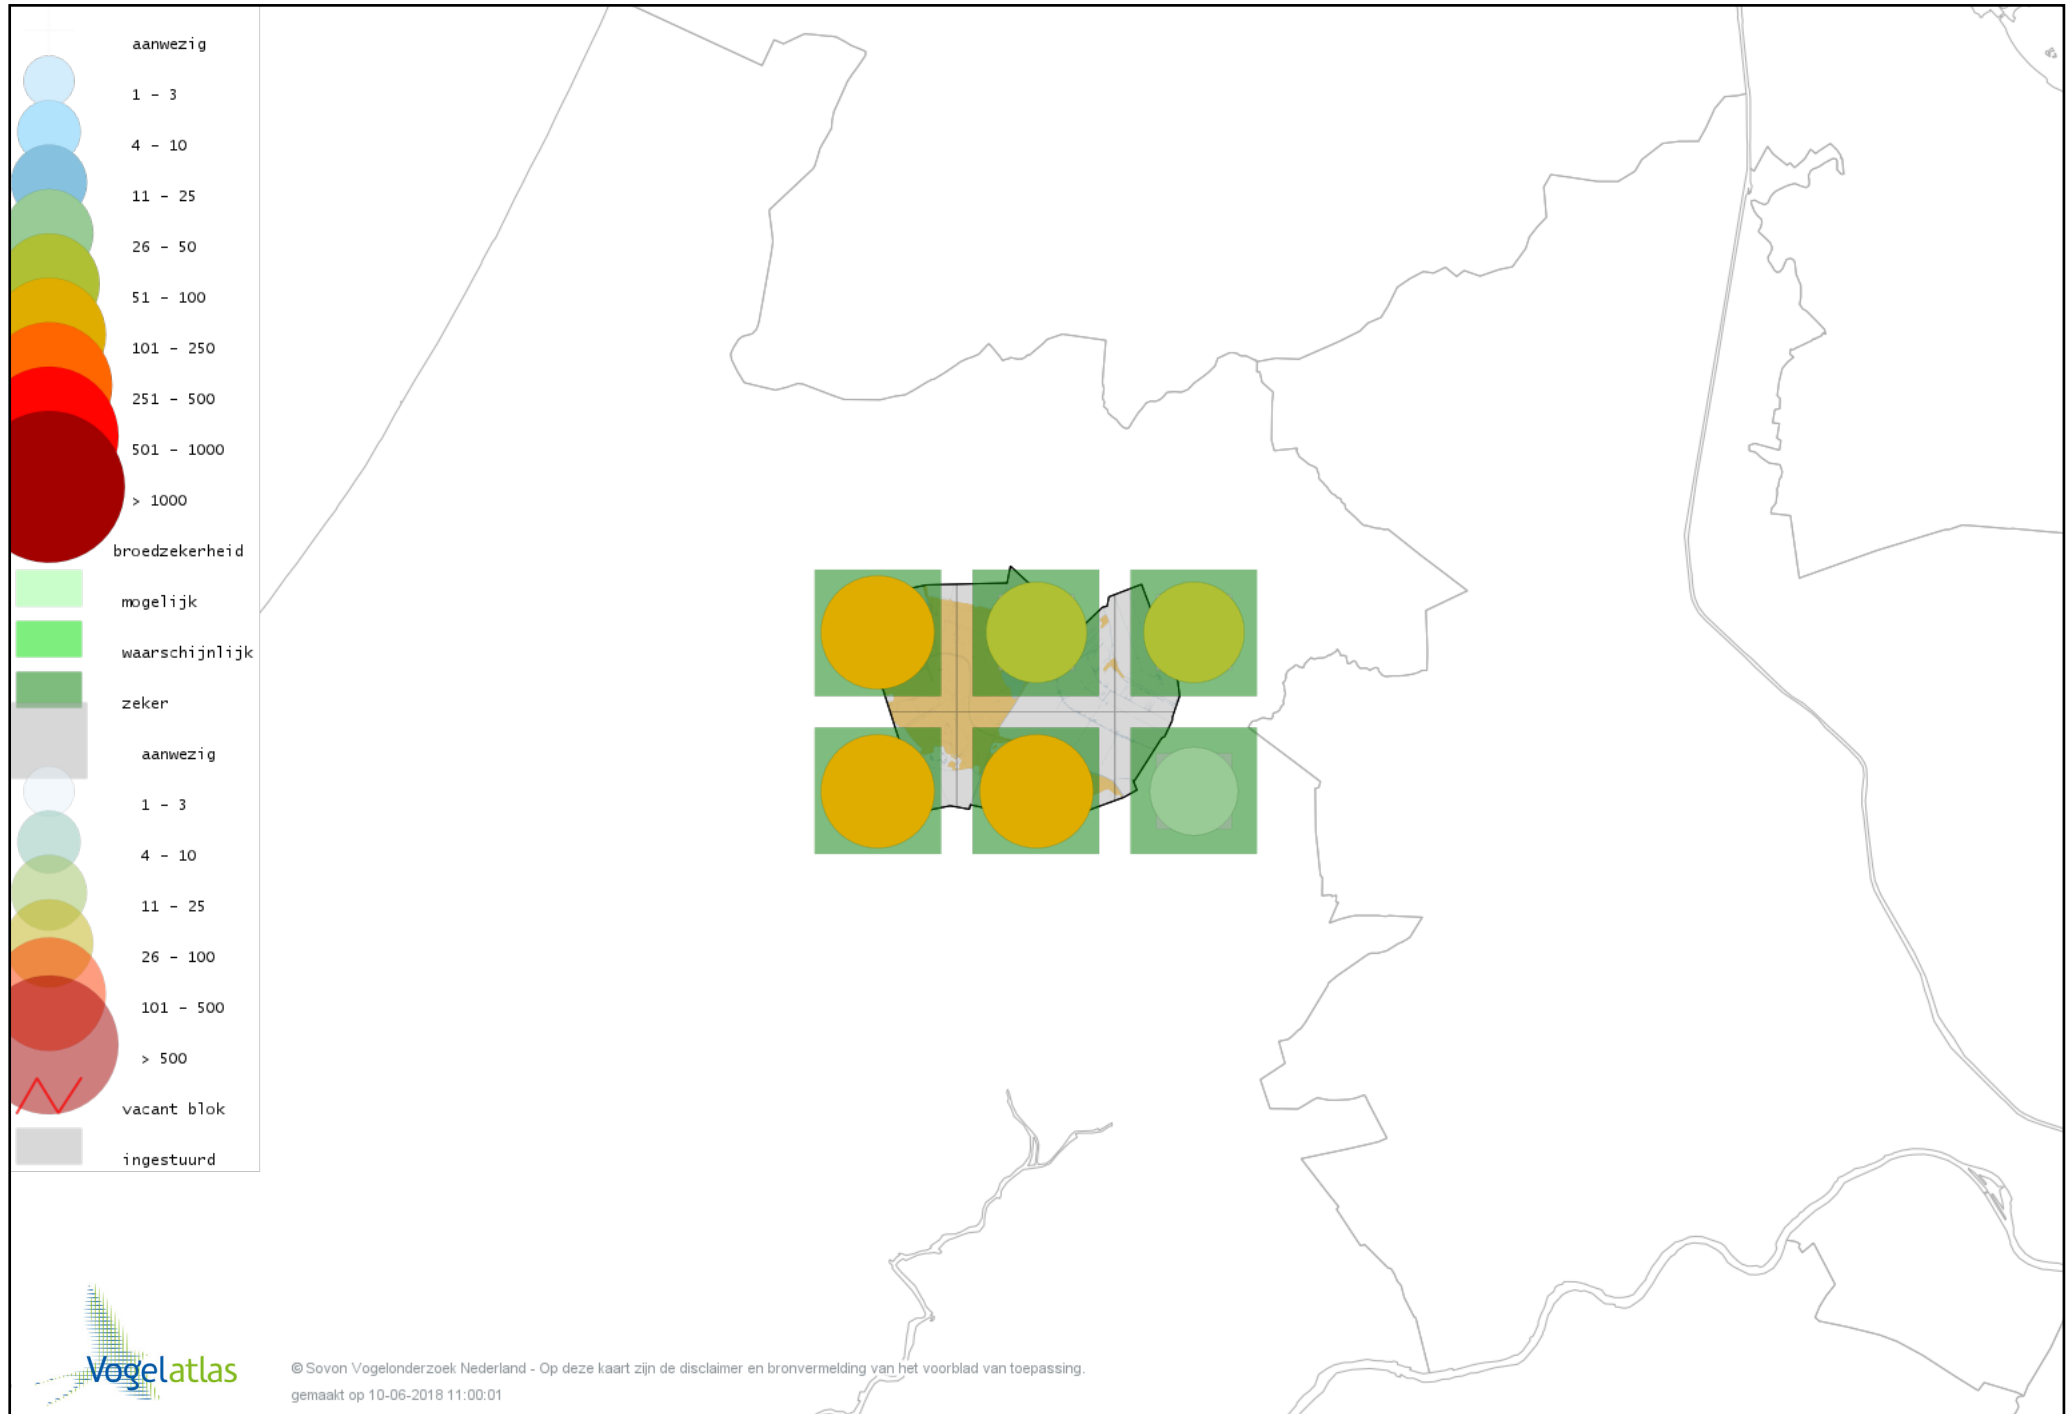 aanwezig
1 - 3
4 - 10
11 - 25
26 - 50
51 - 100
101 - 250
251 - 500
501 - 1000
> 1000
broedzekerheid
mogelijk
waarschijnlijk
zeker
aanwezig
1 - 3
4 - 10
11 - 25
26 - 100
101 - 500
> 500
vacant blok
ingestuurd
Vogelatlas
© Sovon Vogelonderzoek Nederland - Op deze kaart zijn de disclaimer en bronvermelding van het voorblad van toepassing.
gemaakt op 10-06-2018 11:00:01